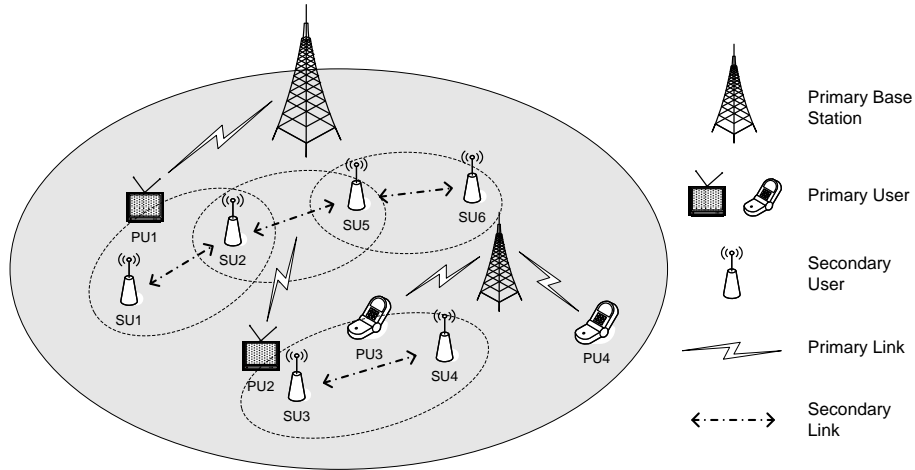 PU1
SU1
SU2
SU5
SU6
PU2
SU3
PU3
SU4
PU4
Primary Base
Station
Primary User
Secondary
User
Primary Link
Secondary
Link